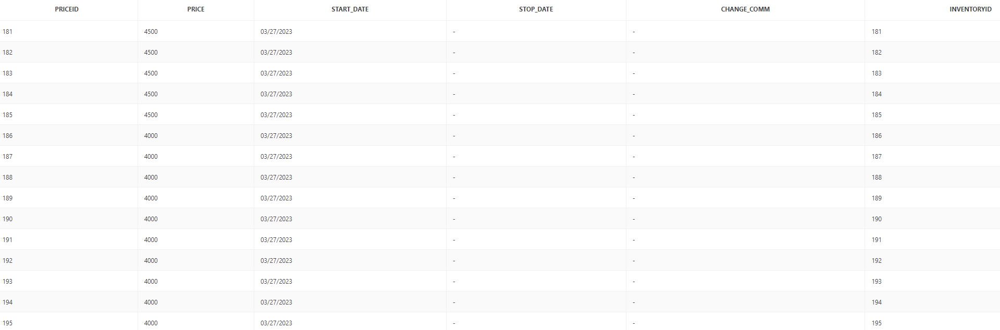 PRICEID PRICE START_DATE STOP_DATE CHANGE_COMM INVENTORYID
181 4500 03/27/2023 - - 181
182 4500 03/27/2023 - - 182
183 4500 03/27/2023 - - 183
184 4500 03/27/2023 - - 184
185 4500 03/27/2023 - - 185
186 4000 03/27/2023 - - 186
187 4000 03/27/2023 - - 187
188 4000 03/27/2023 - - 188
189 4000 03/27/2023 - - 189
190 4000 03/27/2023 - - 190
191 4000 03/27/2023 - - 191
192 4000 03/27/2023 - - 192
193 4000 03/27/2023 - - 193
194 4000 03/27/2023 - - 194
195 4000 03/27/2023 - - 195